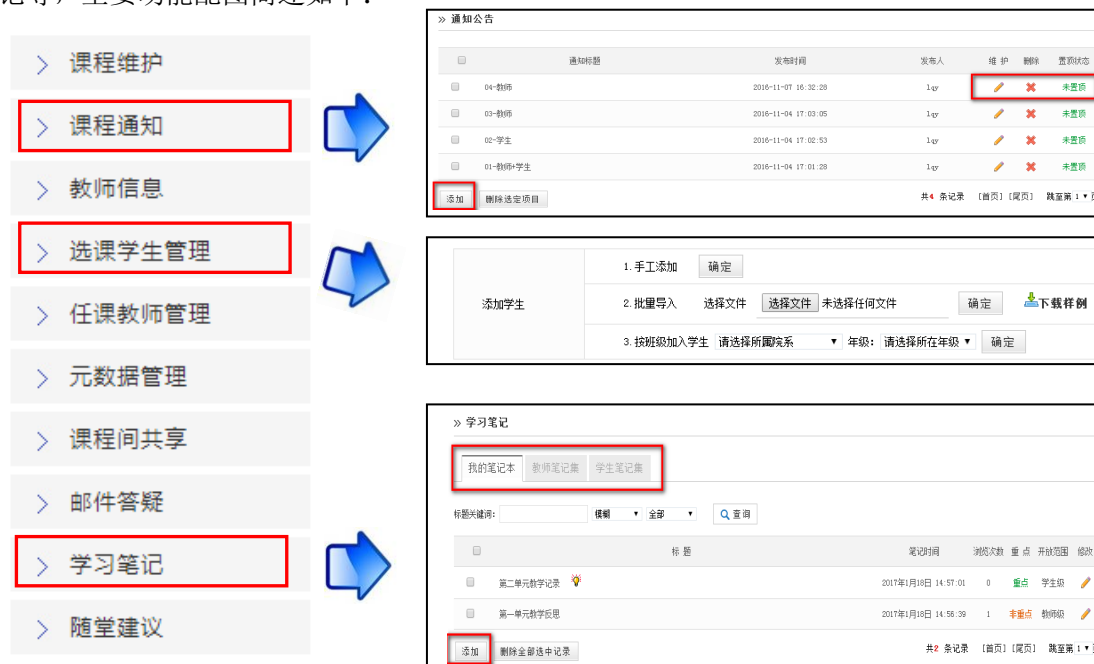 记等，主要功能配图简述如下：
> 课程维护
> 课程通知
> 教师信息
> 选课学生管理
> 任课教师管理
> 元数据管理
> 课程间共享
> 邮件答疑
> 学习笔记
> 随堂建议
» 通知公告
通知标题 发布时间 发布人 维 护 删除 置顶状态
04-教师 2016-11-07 16:32:28 lqy 未置顶
03-教师 2016-11-04 17:03:05 lqy 未置顶
02-学生 2016-11-04 17:02:53 lqy 未置顶
01-教师+学生 2016-11-04 17:01:28 lqy 未置顶
添加 删除选定项目 共4 条记录 [首页] [尾页] 跳至第 1 ▼ 页
添加学生
1.手工添加 确定
2.批量导入 选择文件 选择文件 未选择任何文件 确定 下载样例
3.按班级加入学生 请选择所属院系 ▼ 年级: 请选择所在年级 ▼ 确定
» 学习笔记
我的笔记本 教师笔记集 学生笔记集
标题关键词: 模糊 ▼ 全部 ▼ 查询
标 题 笔记时间 浏览次数 重 点 开放范围 修改
第二单元教学记录 2017年1月18日 14:57:01 0 重点 学生级
第一单元教学反思 2017年1月18日 14:56:39 1 非重点 教师级
添加 删除全部选中记录 共2 条记录 [首页] [尾页] 跳至第 1 ▼